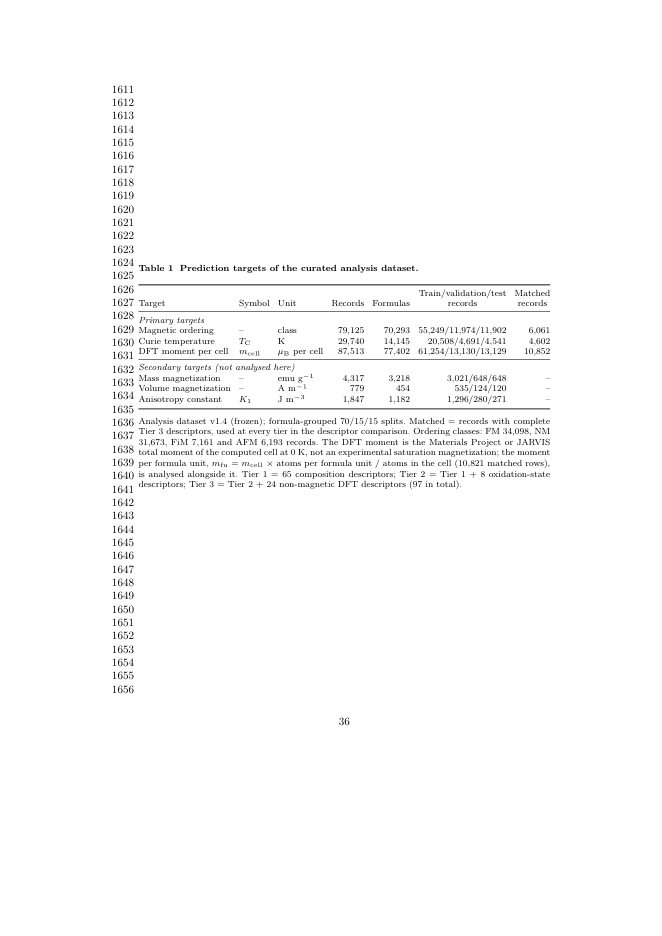 1611
1612
1613
1614
1615
1616
1617
1618
1619
1620
1621
1622
1623
1624
Table 1 Prediction targets of the curated analysis dataset.
1625
1626
Train/validation/test Matched
1627 Target Symbol Unit Records Formulas records records
1628
Primary targets
1629 Magnetic ordering – class 79,125 70,293 55,249/11,974/11,902 6,061
1630 Curie temperature T_C K 29,740 14,145 20,508/4,691/4,541 4,602
1631 DFT moment per cell m_cell μ_B per cell 87,513 77,402 61,254/13,130/13,129 10,852
1632 Secondary targets (not analysed here)
1633 Mass magnetization – emu g⁻¹ 4,317 3,218 3,021/648/648 –
Volume magnetization – A m⁻¹ 779 454 535/124/120 –
1634 Anisotropy constant K₁ J m⁻³ 1,847 1,182 1,296/280/271 –
1635
1636 Analysis dataset v1.4 (frozen); formula-grouped 70/15/15 splits. Matched = records with complete
1637 Tier 3 descriptors, used at every tier in the descriptor comparison. Ordering classes: FM 34,098, NM
31,673, FiM 7,161 and AFM 6,193 records. The DFT moment is the Materials Project or JARVIS
1638 total moment of the computed cell at 0 K, not an experimental saturation magnetization; the moment
1639 per formula unit, m_fu = m_cell × atoms per formula unit / atoms in the cell (10,821 matched rows),
1640 is analysed alongside it. Tier 1 = 65 composition descriptors; Tier 2 = Tier 1 + 8 oxidation-state
1641 descriptors; Tier 3 = Tier 2 + 24 non-magnetic DFT descriptors (97 in total).
1642
1643
1644
1645
1646
1647
1648
1649
1650
1651
1652
1653
1654
1655
1656
36